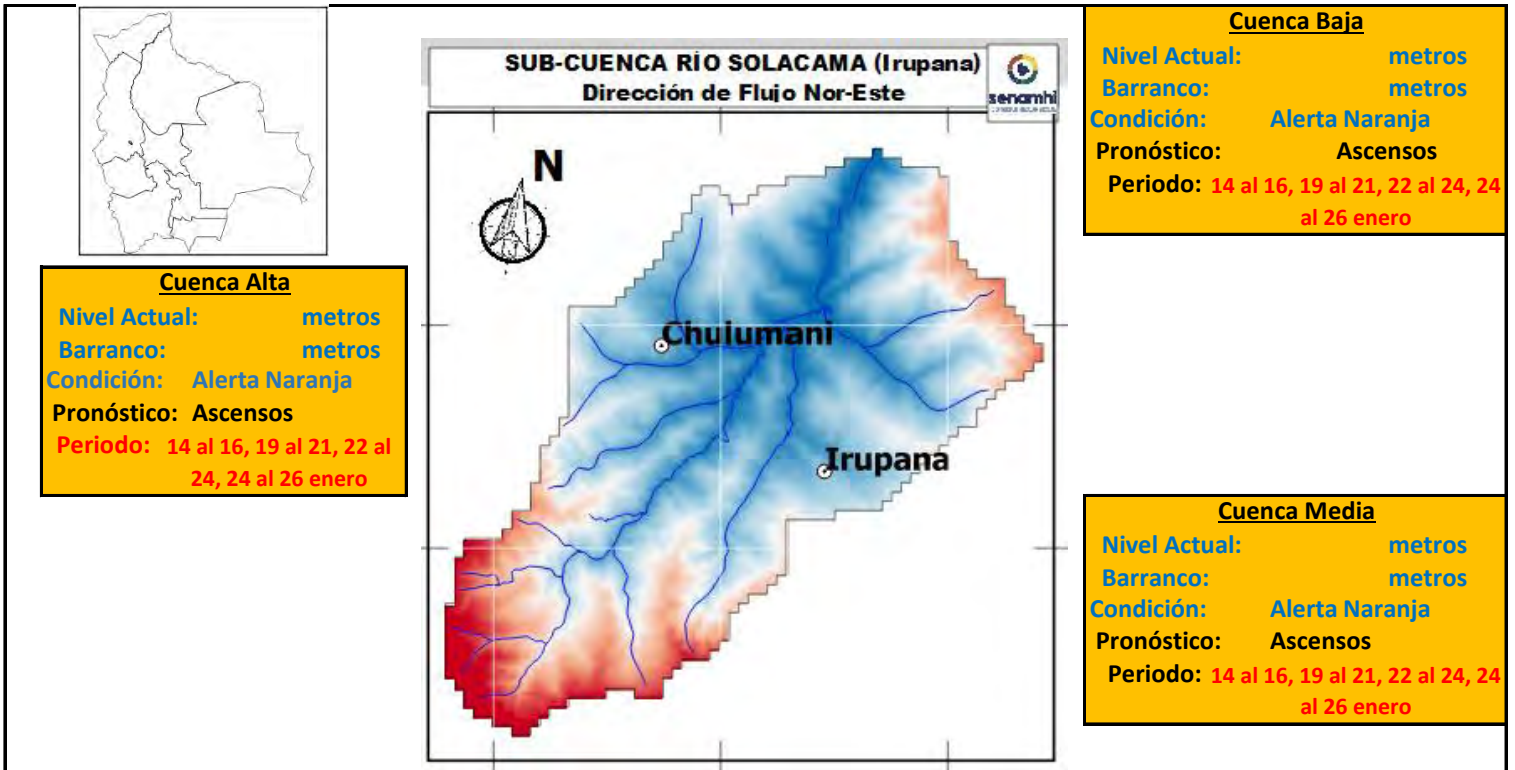 SUB-CUENCA RÍO SOLACAMA (Irupana)
Dirección de Flujo Nor-Este
senamhi
N
Chulumani
Irupana
Cuenca Alta
Nivel Actual: metros
Barranco: metros
Condición: Alerta Naranja
Pronóstico: Ascensos
Periodo: 14 al 16, 19 al 21, 22 al
24, 24 al 26 enero
Cuenca Baja
Nivel Actual: metros
Barranco: metros
Condición: Alerta Naranja
Pronóstico: Ascensos
Periodo: 14 al 16, 19 al 21, 22 al 24, 24
al 26 enero
Cuenca Media
Nivel Actual: metros
Barranco: metros
Condición: Alerta Naranja
Pronóstico: Ascensos
Periodo: 14 al 16, 19 al 21, 22 al 24, 24
al 26 enero